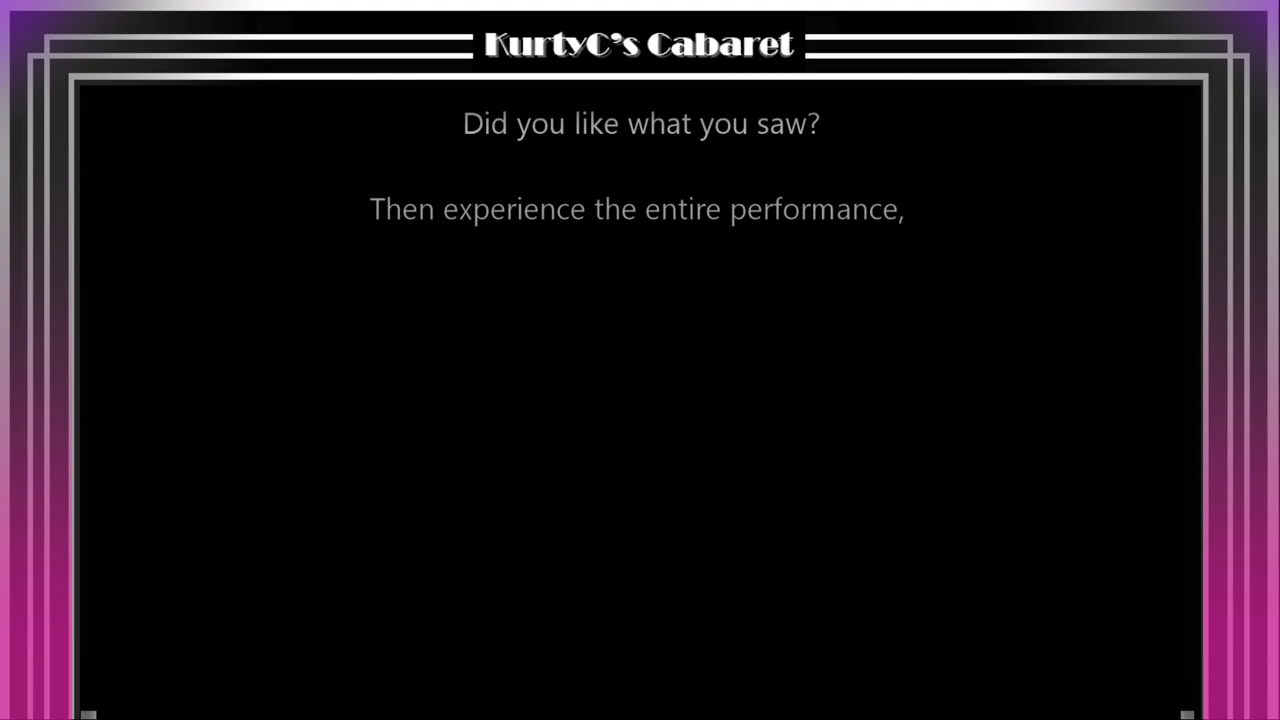 KurtyC's Cabaret
Did you like what you saw?
Then experience the entire performance,